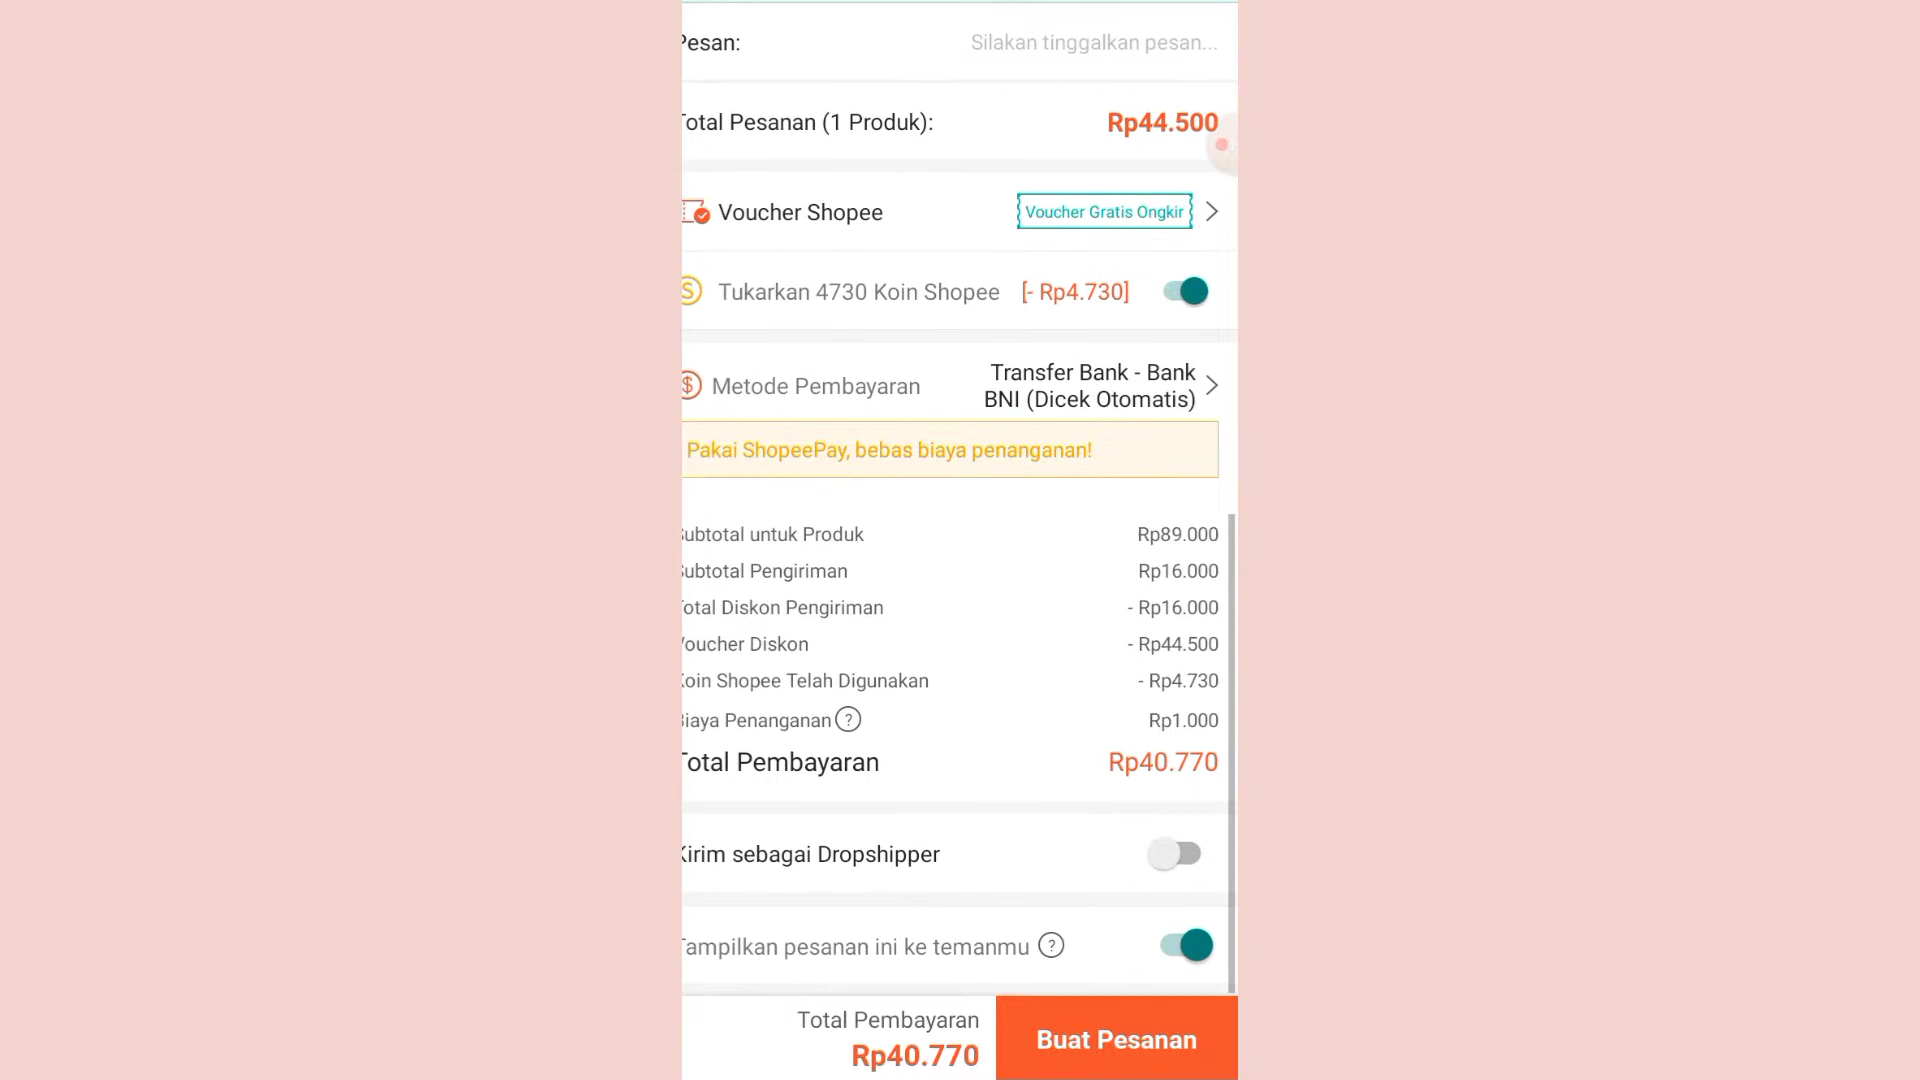 Pesan: Silakan tinggalkan pesan...
Total Pesanan (1 Produk): Rp44.500
Voucher Shopee Voucher Gratis Ongkir
Tukarkan 4730 Koin Shopee [- Rp4.730]
Metode Pembayaran Transfer Bank - Bank
BNI (Dicek Otomatis)
Pakai ShopeePay, bebas biaya penanganan!
Subtotal untuk Produk Rp89.000
Subtotal Pengiriman Rp16.000
Total Diskon Pengiriman - Rp16.000
Voucher Diskon - Rp44.500
Koin Shopee Telah Digunakan - Rp4.730
Biaya Penanganan ? Rp1.000
Total Pembayaran Rp40.770
Kirim sebagai Dropshipper
Tampilkan pesanan ini ke temanmu ?
Total Pembayaran
Rp40.770
Buat Pesanan